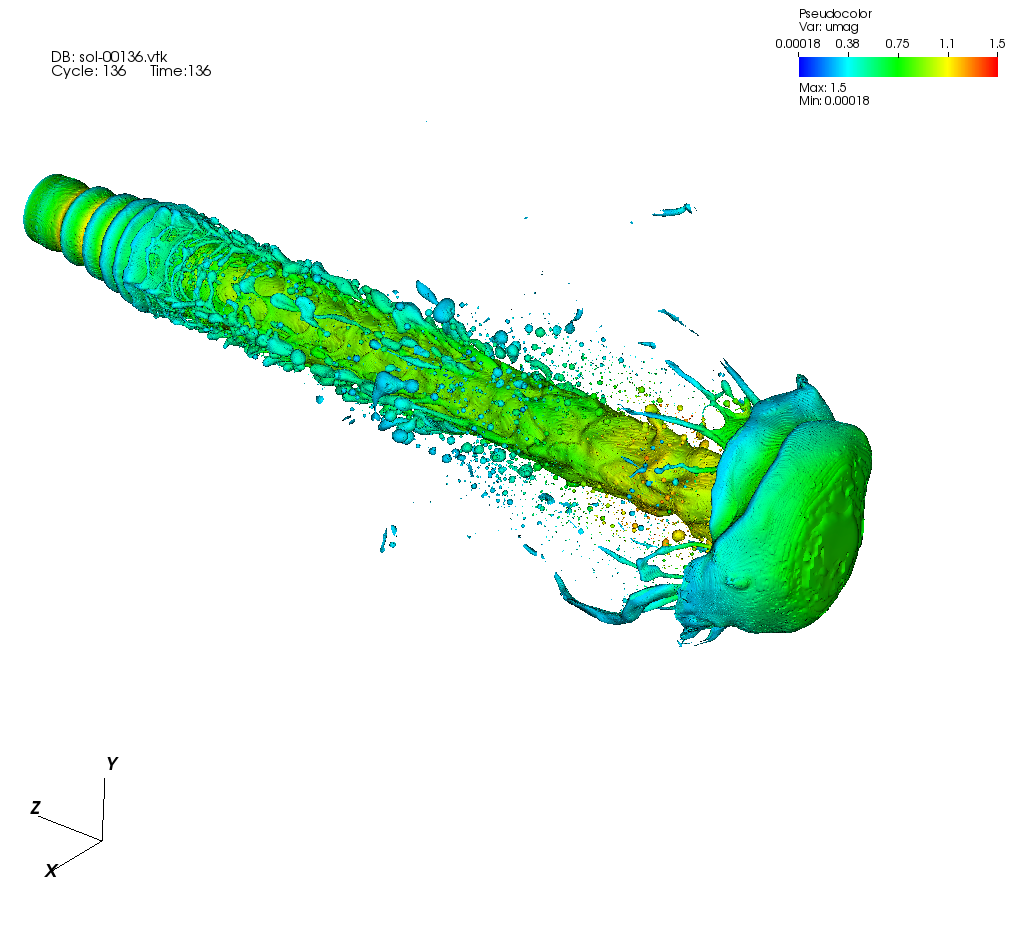 DB: sol-00136.vtk
Cycle: 136 Time:136
Pseudocolor
Var: umag
0.00018 0.38 0.75 1.1 1.5
Max: 1.5
Min: 0.00018
Y
Z
X